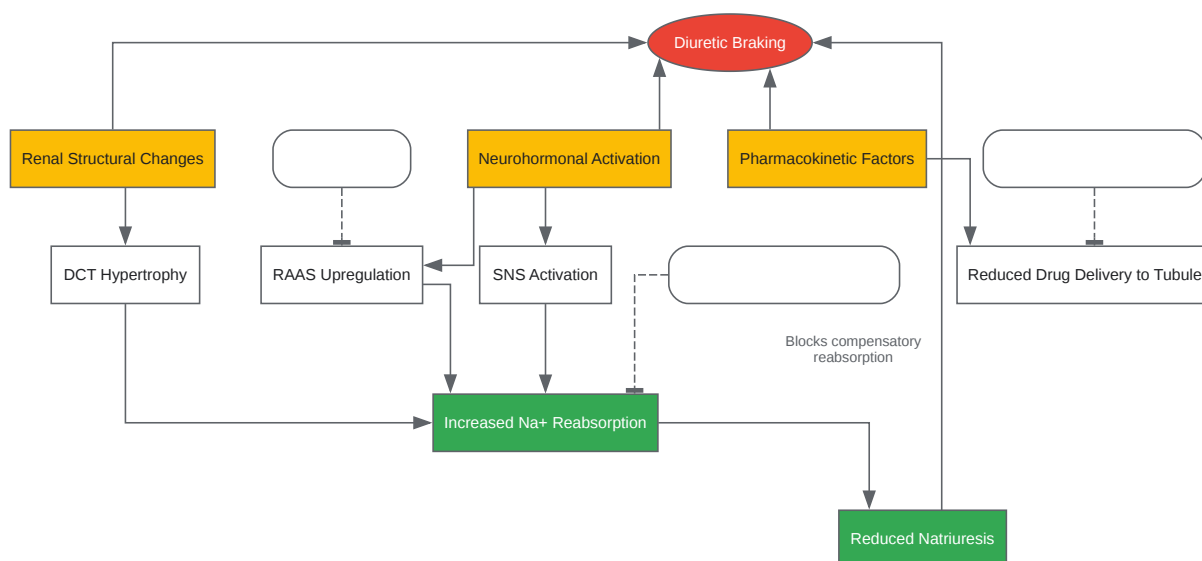 Diuretic Braking
Renal Structural Changes
Neurohormonal Activation
Pharmacokinetic Factors
DCT Hypertrophy
RAAS Upregulation
SNS Activation
Reduced Drug Delivery to Tubule
Blocks compensatory
reabsorption
Increased Na+ Reabsorption
Reduced Natriuresis